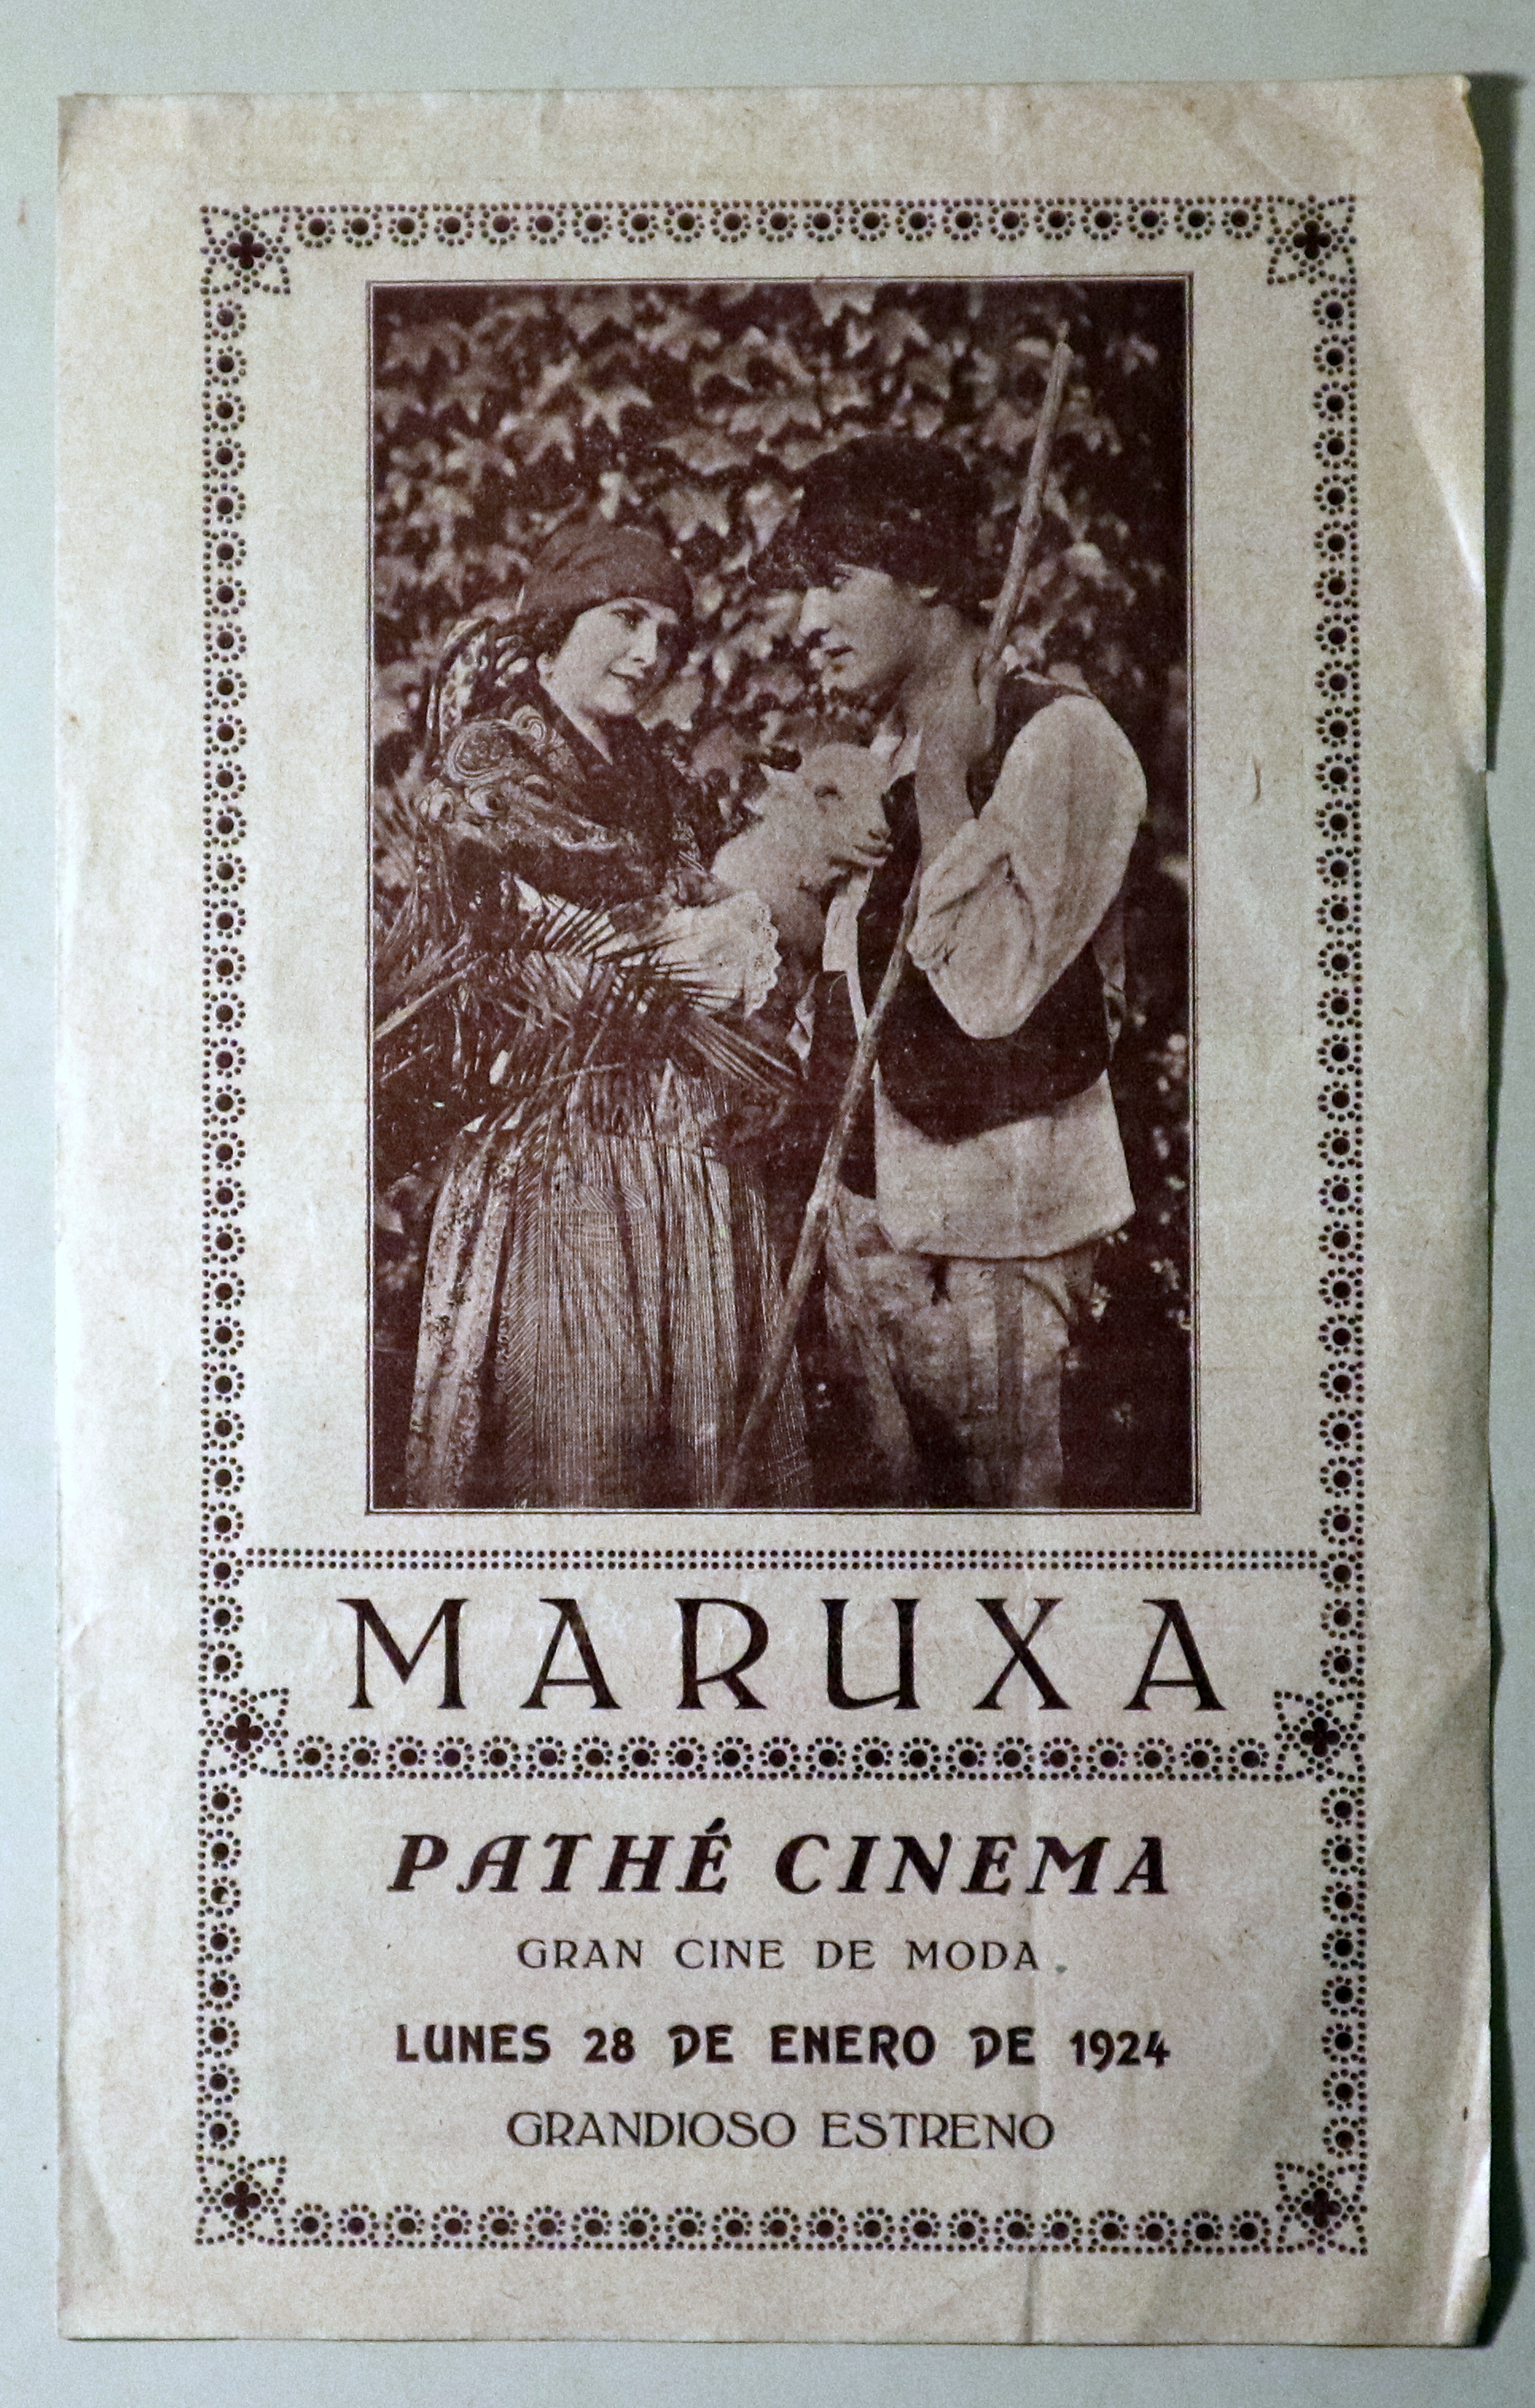 MARUXA
PATHÉ CINEMA
GRAN CINE DE MODA
LUNES 28 DE ENERO DE 1924
GRANDIOSO ESTRENO